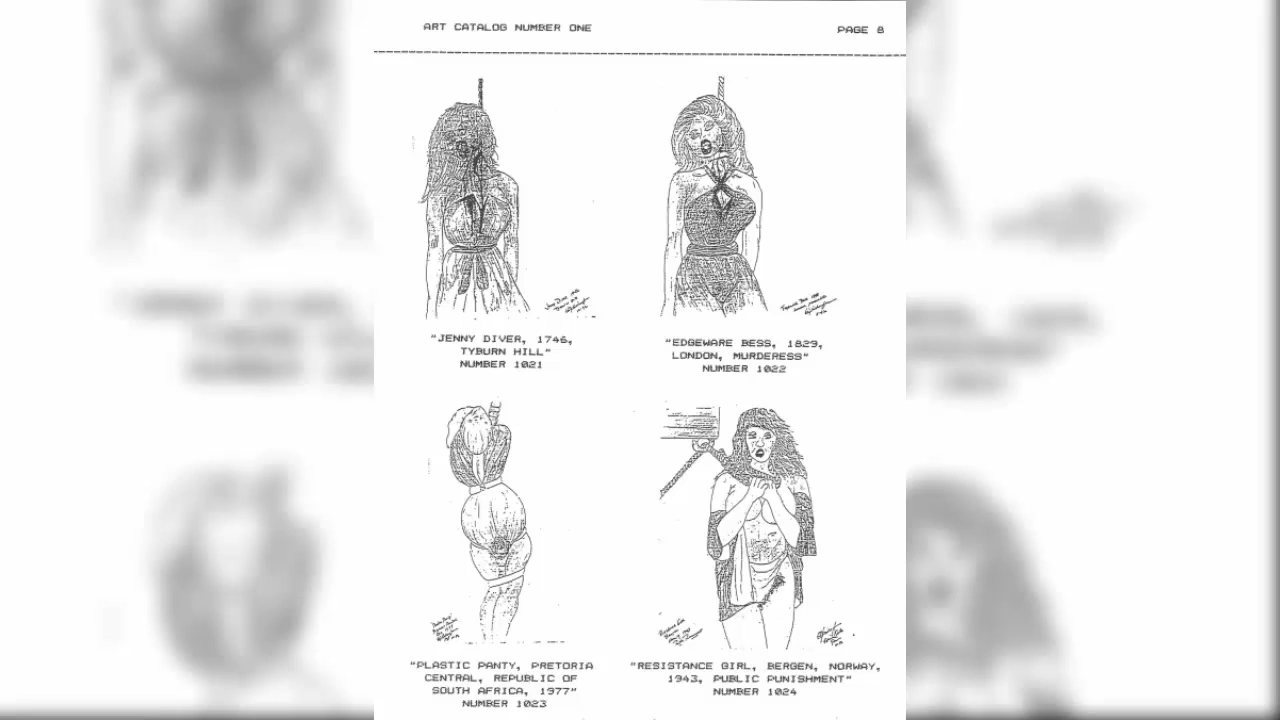 ART CATALOG NUMBER ONE
PAGE 8
"JENNY DIVER, 1746,
TYBURN HILL"
NUMBER 1021
"EDGEWARE BESS, 1829,
LONDON, MURDERESS"
NUMBER 1022
"PLASTIC PANTY, PRETORIA
CENTRAL, REPUBLIC OF
SOUTH AFRICA, 1977"
NUMBER 1023
"RESISTANCE GIRL, BERGEN, NORWAY,
1943, PUBLIC PUNISHMENT"
NUMBER 1024